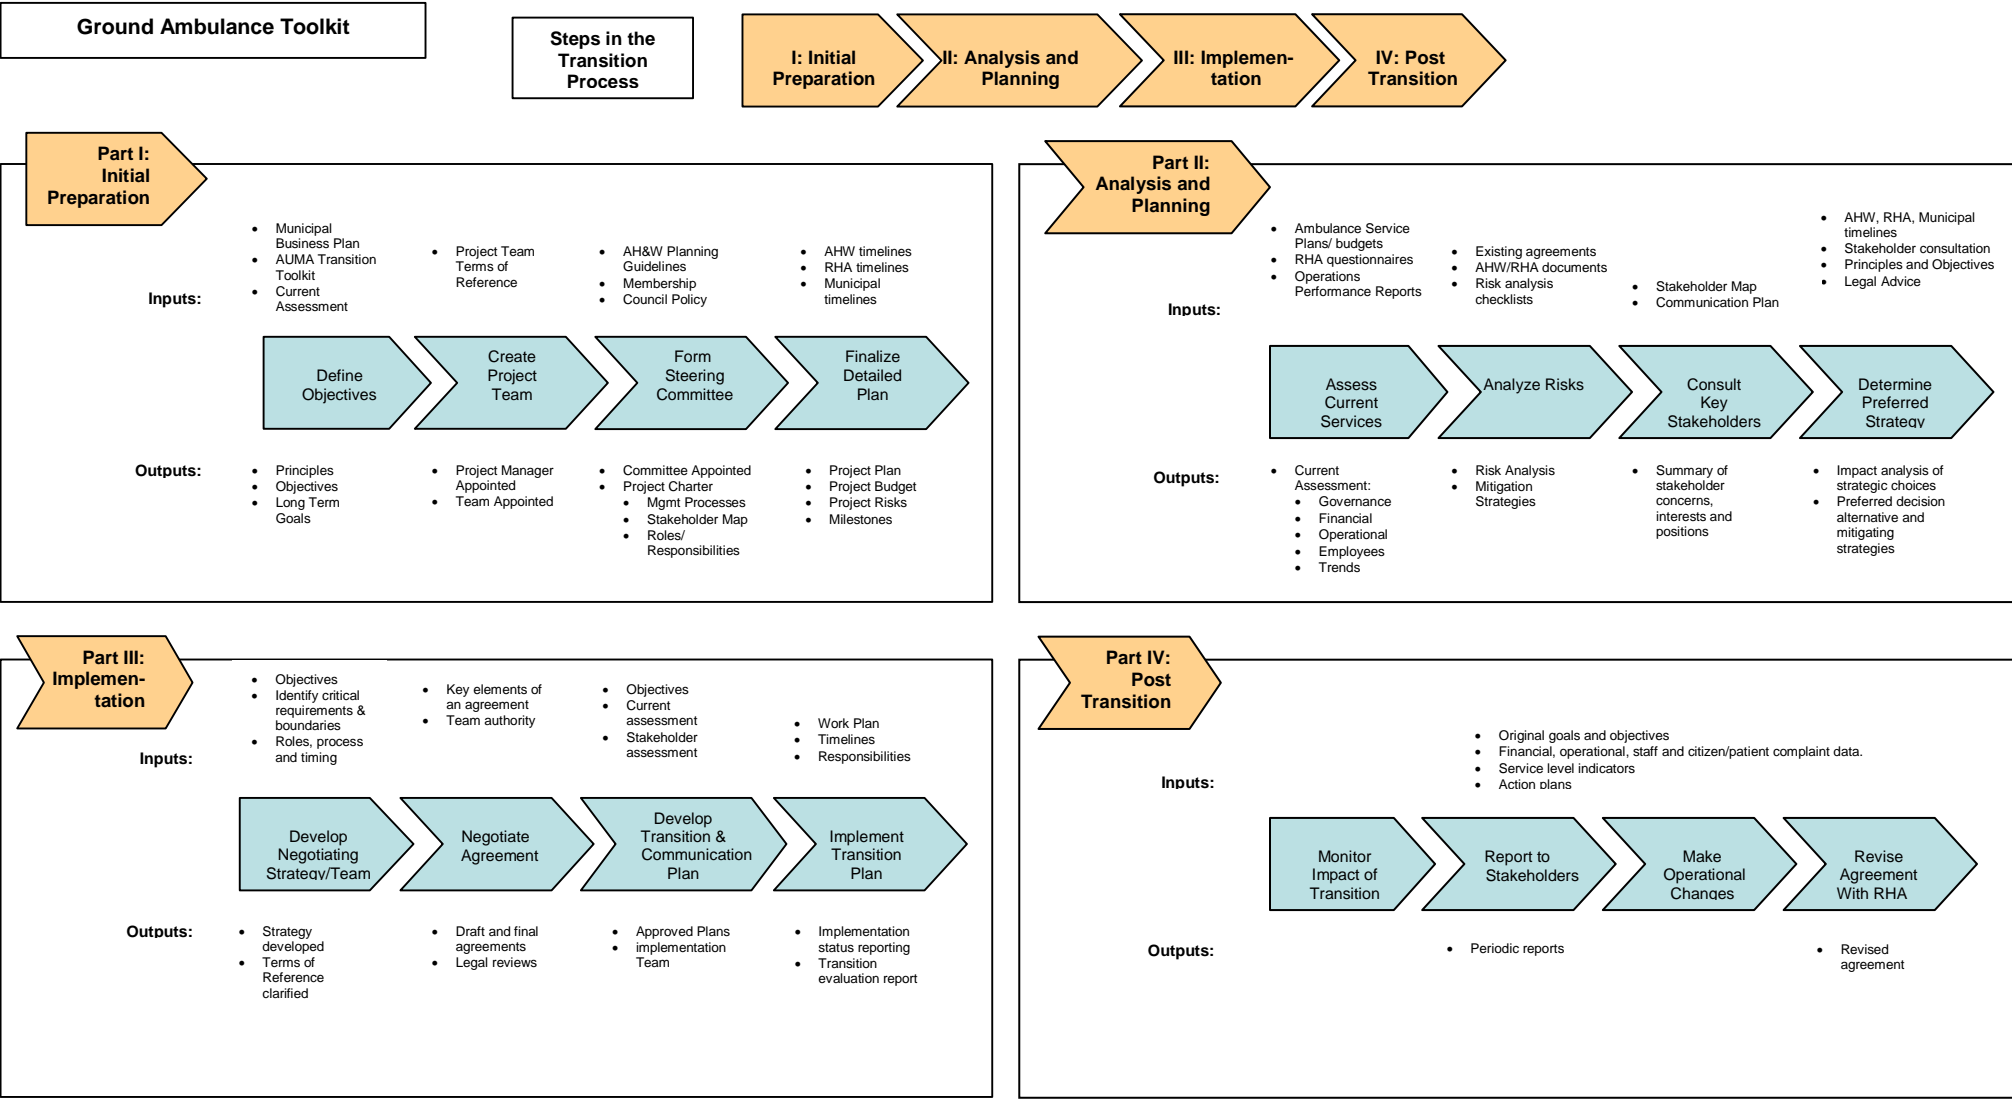 Ground Ambulance Toolkit
Steps in the
Transition
Process
I: Initial
Preparation
II: Analysis and
Planning
III: Implemen-
tation
IV: Post
Transition
Part I:
Initial
Preparation
Inputs:
• Municipal
Business Plan
• AUMA Transition
Toolkit
• Current
Assessment
• Project Team
Terms of
Reference
• AH&W Planning
Guidelines
• Membership
• Council Policy
• AHW timelines
• RHA timelines
• Municipal
timelines
Define
Objectives
Create
Project
Team
Form
Steering
Committee
Finalize
Detailed
Plan
Outputs:
• Principles
• Objectives
• Long Term
Goals
• Project Manager
Appointed
• Team Appointed
• Committee Appointed
• Project Charter
• Mgmt Processes
• Stakeholder Map
• Roles/
Responsibilities
• Project Plan
• Project Budget
• Project Risks
• Milestones
Part II:
Analysis and
Planning
Inputs:
• Ambulance Service
Plans/ budgets
• RHA questionnaires
• Operations
Performance Reports
• Existing agreements
• AHW/RHA documents
• Risk analysis
checklists
• Stakeholder Map
• Communication Plan
• AHW, RHA, Municipal
timelines
• Stakeholder consultation
• Principles and Objectives
• Legal Advice
Assess
Current
Services
Analyze Risks
Consult
Key
Stakeholders
Determine
Preferred
Strategy
Outputs:
• Current
Assessment:
• Governance
• Financial
• Operational
• Employees
• Trends
• Risk Analysis
• Mitigation
Strategies
• Summary of
stakeholder
concerns,
interests and
positions
• Impact analysis of
strategic choices
• Preferred decision
alternative and
mitigating
strategies
Part III:
Implemen-
tation
Inputs:
• Objectives
• Identify critical
requirements &
boundaries
• Roles, process
and timing
• Key elements of
an agreement
• Team authority
• Objectives
• Current
assessment
• Stakeholder
assessment
• Work Plan
• Timelines
• Responsibilities
Develop
Negotiating
Strategy/Team
Negotiate
Agreement
Develop
Transition &
Communication
Plan
Implement
Transition
Plan
Outputs:
• Strategy
developed
• Terms of
Reference
clarified
• Draft and final
agreements
• Legal reviews
• Approved Plans
• implementation
Team
• Implementation
status reporting
• Transition
evaluation report
Part IV:
Post
Transition
Inputs:
• Original goals and objectives
• Financial, operational, staff and citizen/patient complaint data.
• Service level indicators
• Action plans
Monitor
Impact of
Transition
Report to
Stakeholders
Make
Operational
Changes
Revise
Agreement
With RHA
Outputs:
• Periodic reports
• Revised
agreement